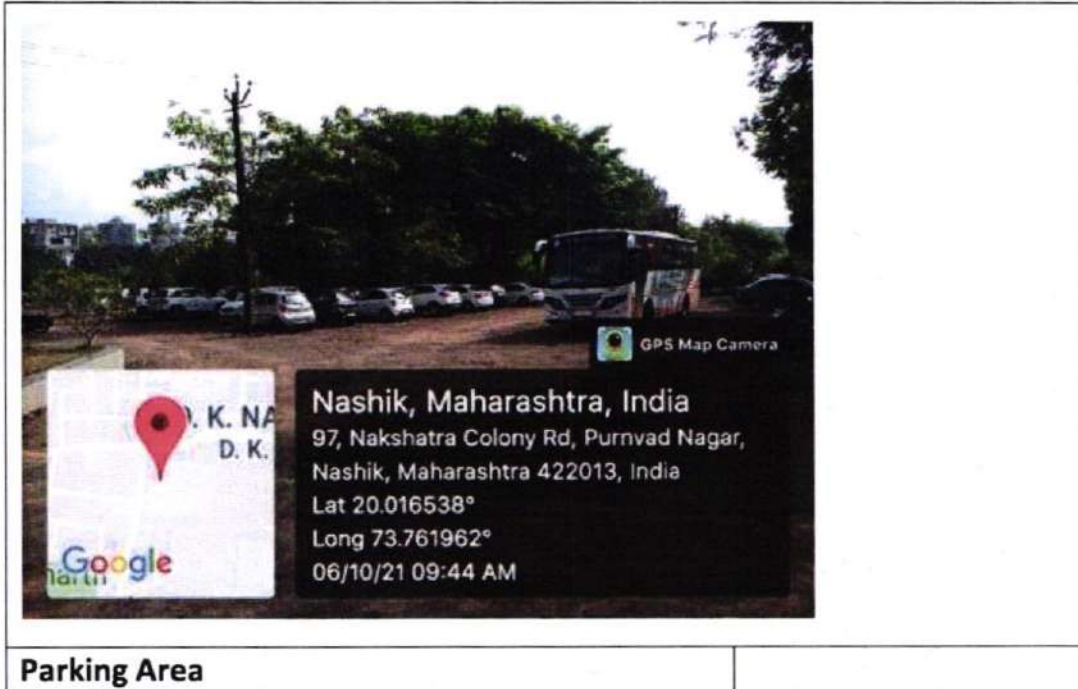 GPS Map Camera
. K. NA
D. K.
Google
Nashik, Maharashtra, India
97, Nakshatra Colony Rd, Purnvad Nagar,
Nashik, Maharashtra 422013, India
Lat 20.016538°
Long 73.761962°
06/10/21 09:44 AM
Parking Area